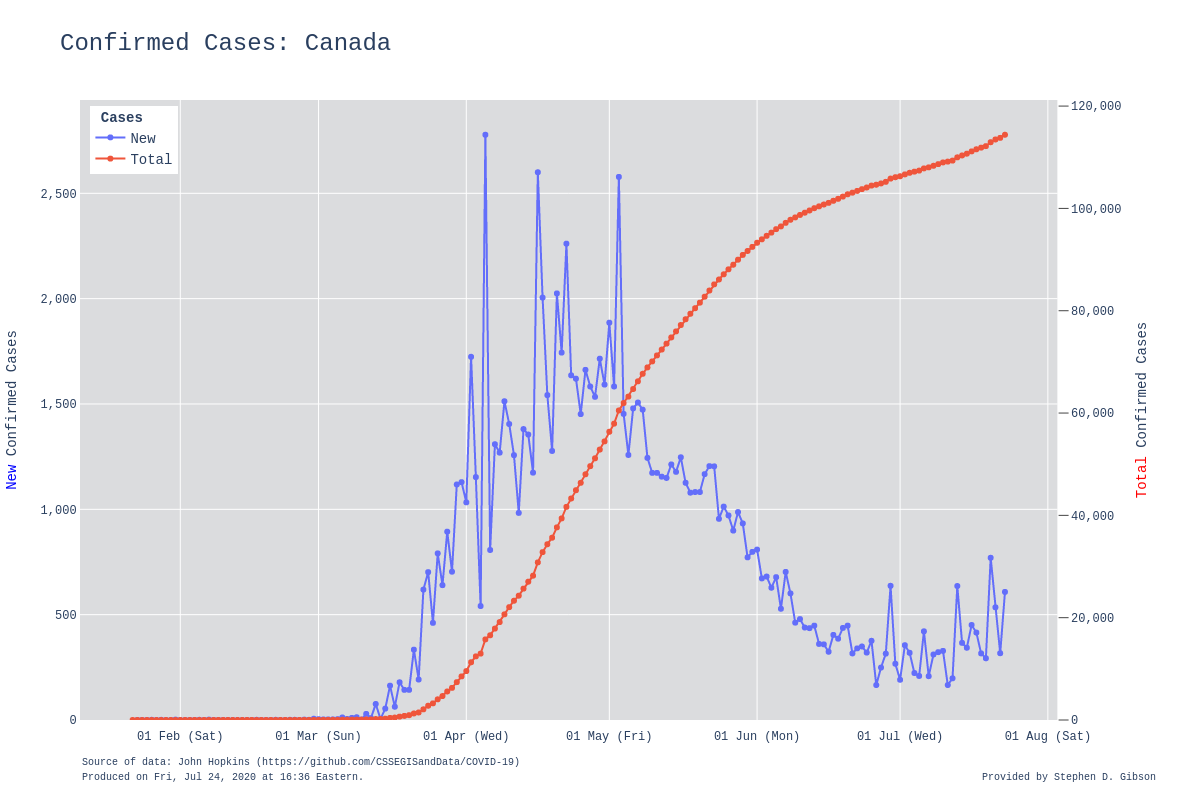 Confirmed Cases: Canada
Cases
New
Total
120,000
100,000
80,000
60,000
40,000
20,000
0
2,500
2,000
1,500
1,000
500
0
New Confirmed Cases
Total Confirmed Cases
01 Feb (Sat)
01 Mar (Sun)
01 Apr (Wed)
01 May (Fri)
01 Jun (Mon)
01 Jul (Wed)
01 Aug (Sat)
Source of data: John Hopkins (https://github.com/CSSEGISandData/COVID-19)
Produced on Fri, Jul 24, 2020 at 16:36 Eastern.
Provided by Stephen D. Gibson